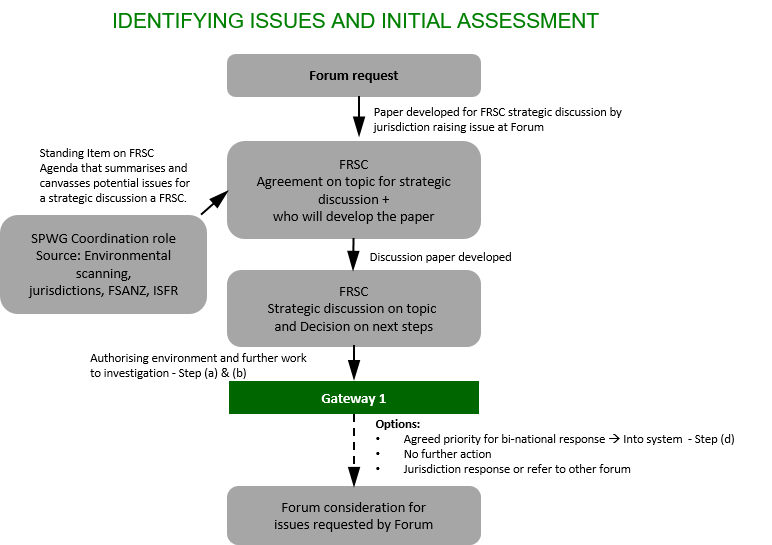 IDENTIFYING ISSUES AND INITIAL ASSESSMENT
Forum request
Paper developed for FRSC strategic discussion by
jurisdiction raising issue at Forum
Standing Item on FRSC
Agenda that summarises and
canvasses potential issues for
a strategic discussion a FRSC.
FRSC
Agreement on topic for strategic
discussion +
who will develop the paper
SPWG Coordination role
Source: Environmental
scanning,
jurisdictions, FSANZ, ISFR
Discussion paper developed
FRSC
Strategic discussion on topic
and Decision on next steps
Authorising environment and further work
to investigation - Step (a) & (b)
Gateway 1
Options:
• Agreed priority for bi-national response → Into system - Step (d)
• No further action
• Jurisdiction response or refer to other forum
Forum consideration for
issues requested by Forum